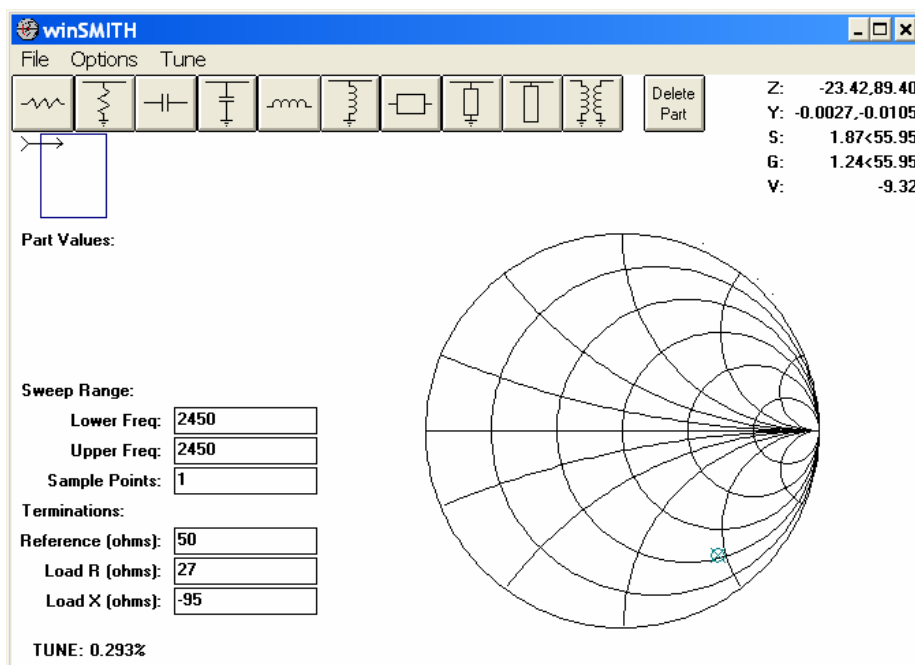 winSMITH
File Options Tune
Delete Part
Z: -23.42,89.40
Y: -0.0027,-0.0105
S: 1.87<55.95
G: 1.24<55.95
V: -9.32
Part Values:
Sweep Range:
Lower Freq: 2450
Upper Freq: 2450
Sample Points: 1
Terminations:
Reference (ohms): 50
Load R (ohms): 27
Load X (ohms): -95
TUNE: 0.293%